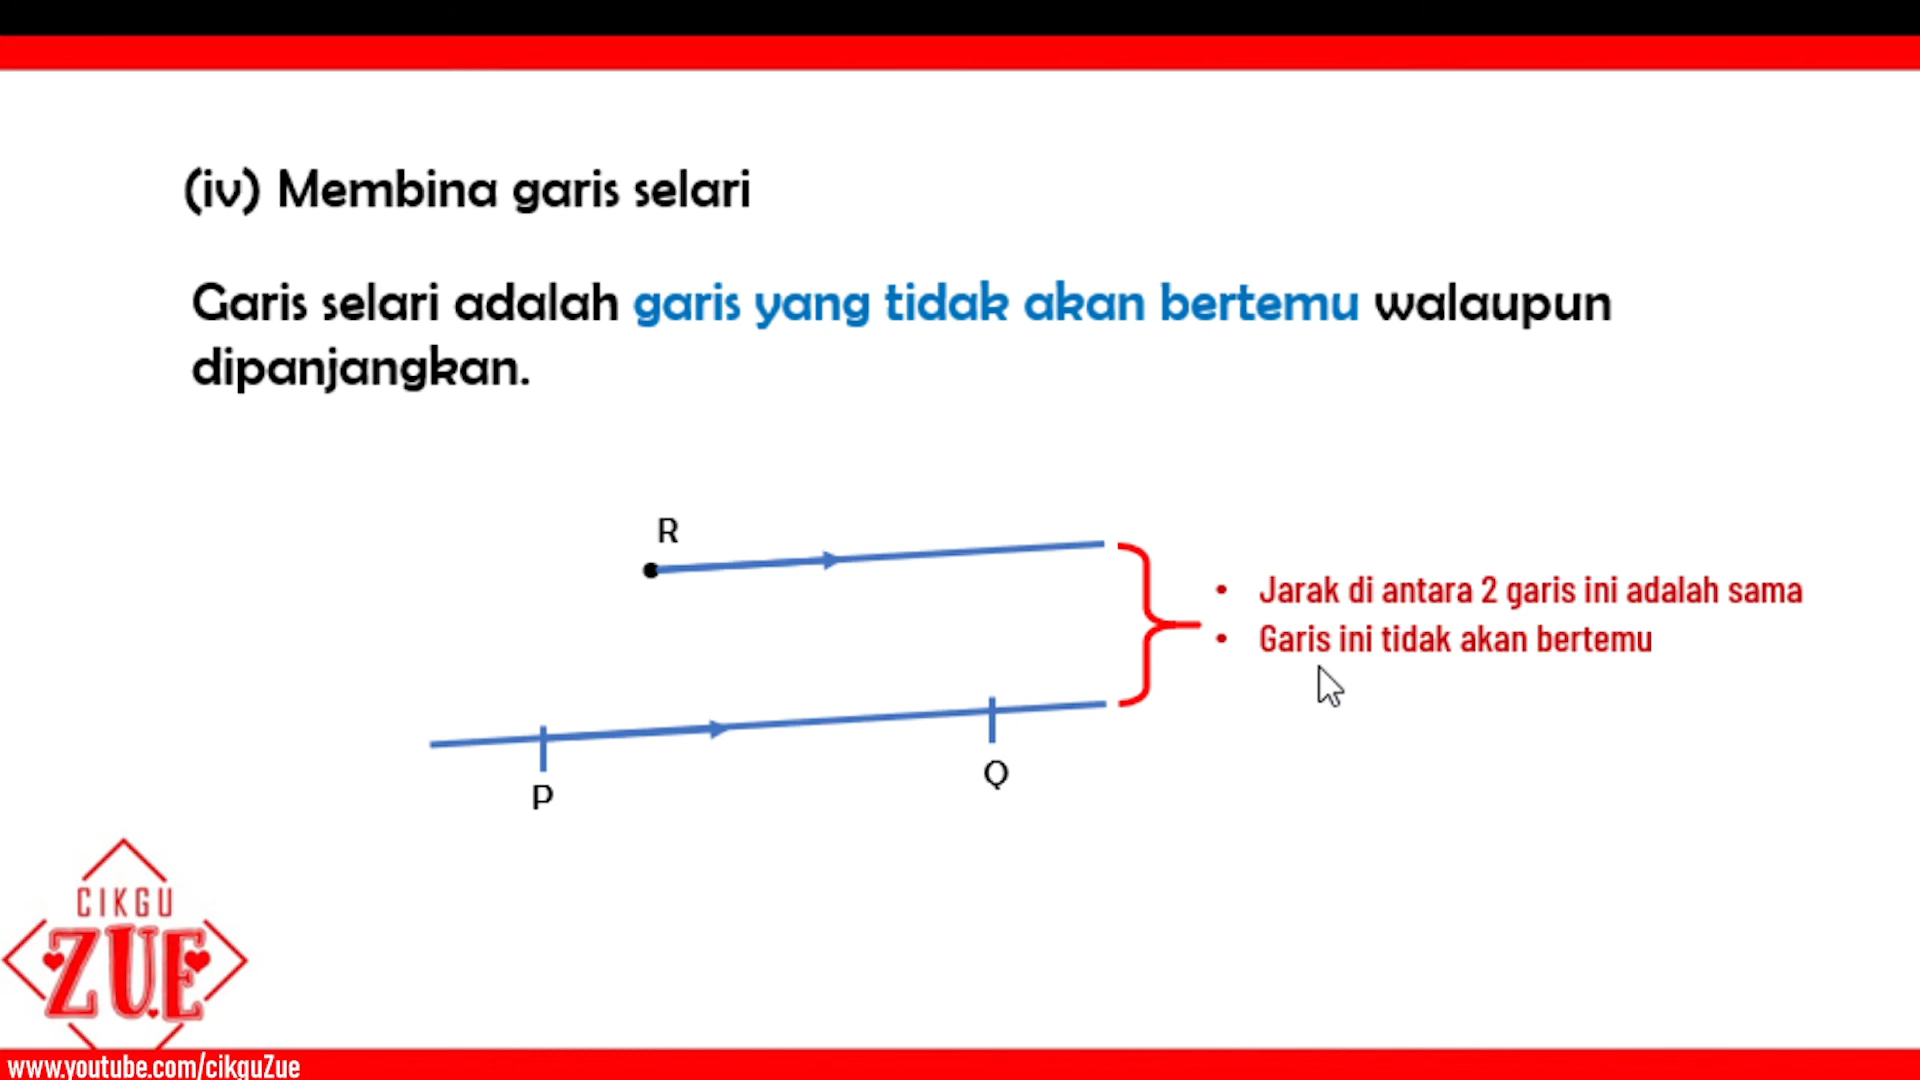 (iv) Membina garis selari
Garis selari adalah garis yang tidak akan bertemu walaupun
dipanjangkan.
R
• Jarak di antara 2 garis ini adalah sama
• Garis ini tidak akan bertemu
P
Q
CIKGU
ZUE
www.youtube.com/cikguZue